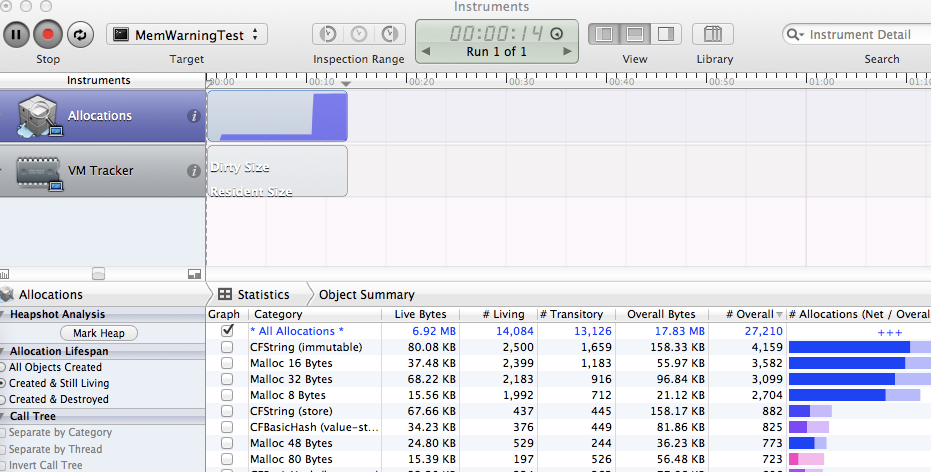 Instruments
MemWarningTest
00:00:14
Run 1 of 1
Instrument Detail
Stop
Target
Inspection Range
View
Library
Search
Instruments
00:00
00:10
00:20
00:30
00:40
00:50
01:00
01:10
Allocations
VM Tracker
Dirty Size
Resident Size
Allocations
Statistics
Object Summary
Heapshot Analysis
Mark Heap
Allocation Lifespan
All Objects Created
Created & Still Living
Created & Destroyed
Call Tree
Separate by Category
Separate by Thread
Invert Call Tree
Graph Category Live Bytes # Living # Transitory Overall Bytes # Overall # Allocations (Net / Overall
* All Allocations * 6.92 MB 14,084 13,126 17.83 MB 27,210 +++
CFString (immutable) 80.08 KB 2,500 1,659 158.33 KB 4,159
Malloc 16 Bytes 37.48 KB 2,399 1,183 55.97 KB 3,582
Malloc 32 Bytes 68.22 KB 2,183 916 96.84 KB 3,099
Malloc 8 Bytes 15.56 KB 1,992 712 21.12 KB 2,704
CFString (store) 67.66 KB 437 445 158.17 KB 882
CFBasicHash (value-st... 34.23 KB 376 449 81.86 KB 825
Malloc 48 Bytes 24.80 KB 529 244 36.23 KB 773
Malloc 80 Bytes 15.39 KB 197 526 56.48 KB 723